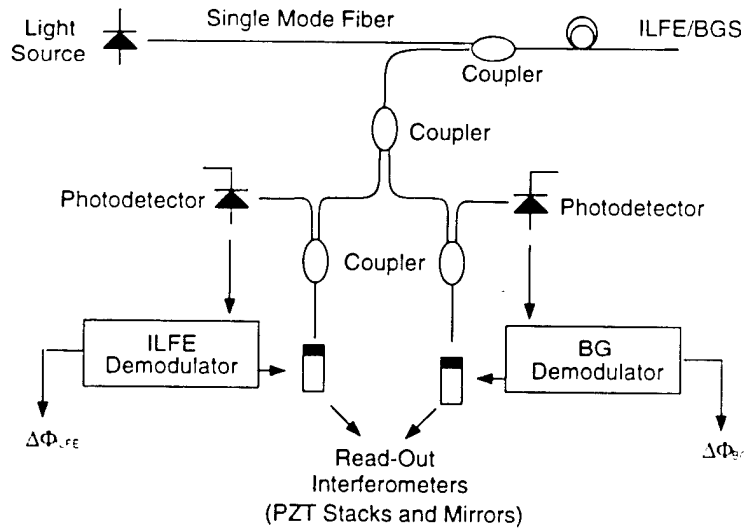 Light
Source
Single Mode Fiber
ILFE/BGS
Coupler
Coupler
Photodetector
Photodetector
Coupler
ILFE
Demodulator
BG
Demodulator
Read-Out
Interferometers
(PZT Stacks and Mirrors)